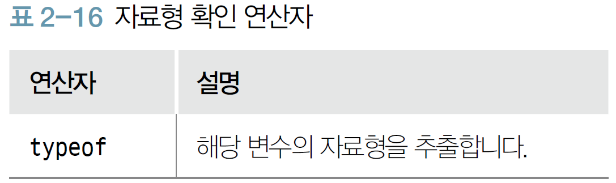 표 2-16 자료형 확인 연산자
연산자 설명
typeof 해당 변수의 자료형을 추출합니다.